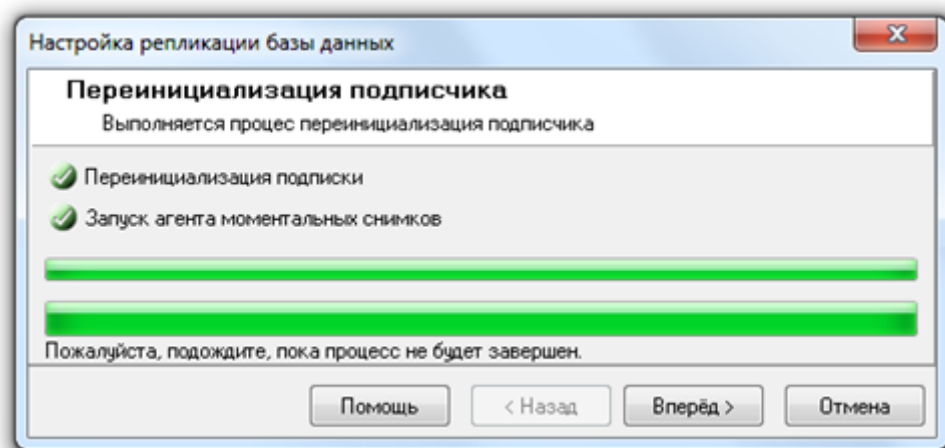 Настройка репликации базы данных
Переинициализация подписчика
Выполняется процес переинициализация подписчика
Переинициализация подписки
Запуск агента моментальных снимков
Пожалуйста, подождите, пока процесс не будет завершен.
Помощь < Назад Вперёд > Отмена